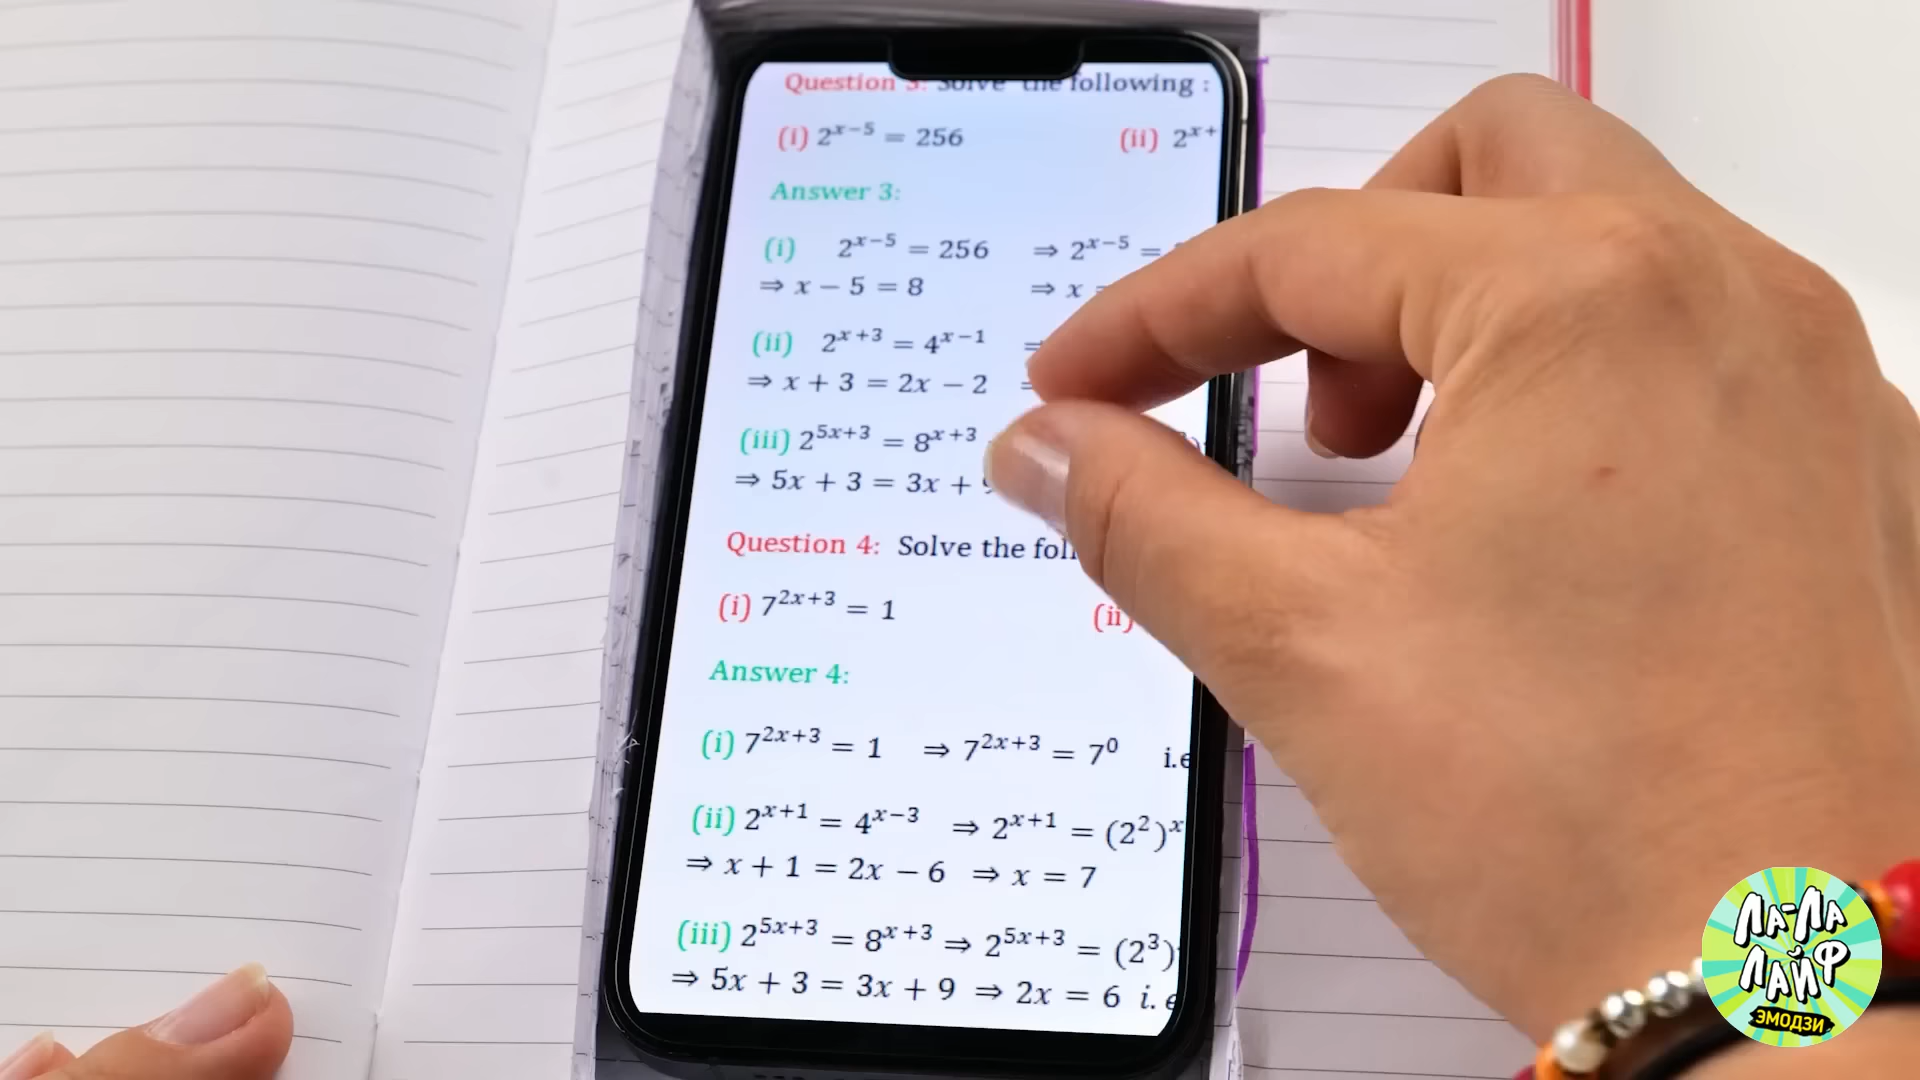 Question 3: Solve the following :
(i) 2^{x−5} = 256 (ii) 2^{x+
Answer 3:
(i) 2^{x−5} = 256 ⇒ 2^{x−5} =
⇒ x − 5 = 8 ⇒ x =
(ii) 2^{x+3} = 4^{x−1} ⇒
⇒ x + 3 = 2x − 2
(iii) 2^{5x+3} = 8^{x+3}
⇒ 5x + 3 = 3x + 9
Question 4: Solve the foll
(i) 7^{2x+3} = 1 (ii)
Answer 4:
(i) 7^{2x+3} = 1 ⇒ 7^{2x+3} = 7^0 i.e
(ii) 2^{x+1} = 4^{x−3} ⇒ 2^{x+1} = (2^2)^x
⇒ x + 1 = 2x − 6 ⇒ x = 7
(iii) 2^{5x+3} = 8^{x+3} ⇒ 2^{5x+3} = (2^3)
⇒ 5x + 3 = 3x + 9 ⇒ 2x = 6 i. e
ЛА-ЛА
ЛАЙФ
ЭМОДЗИ